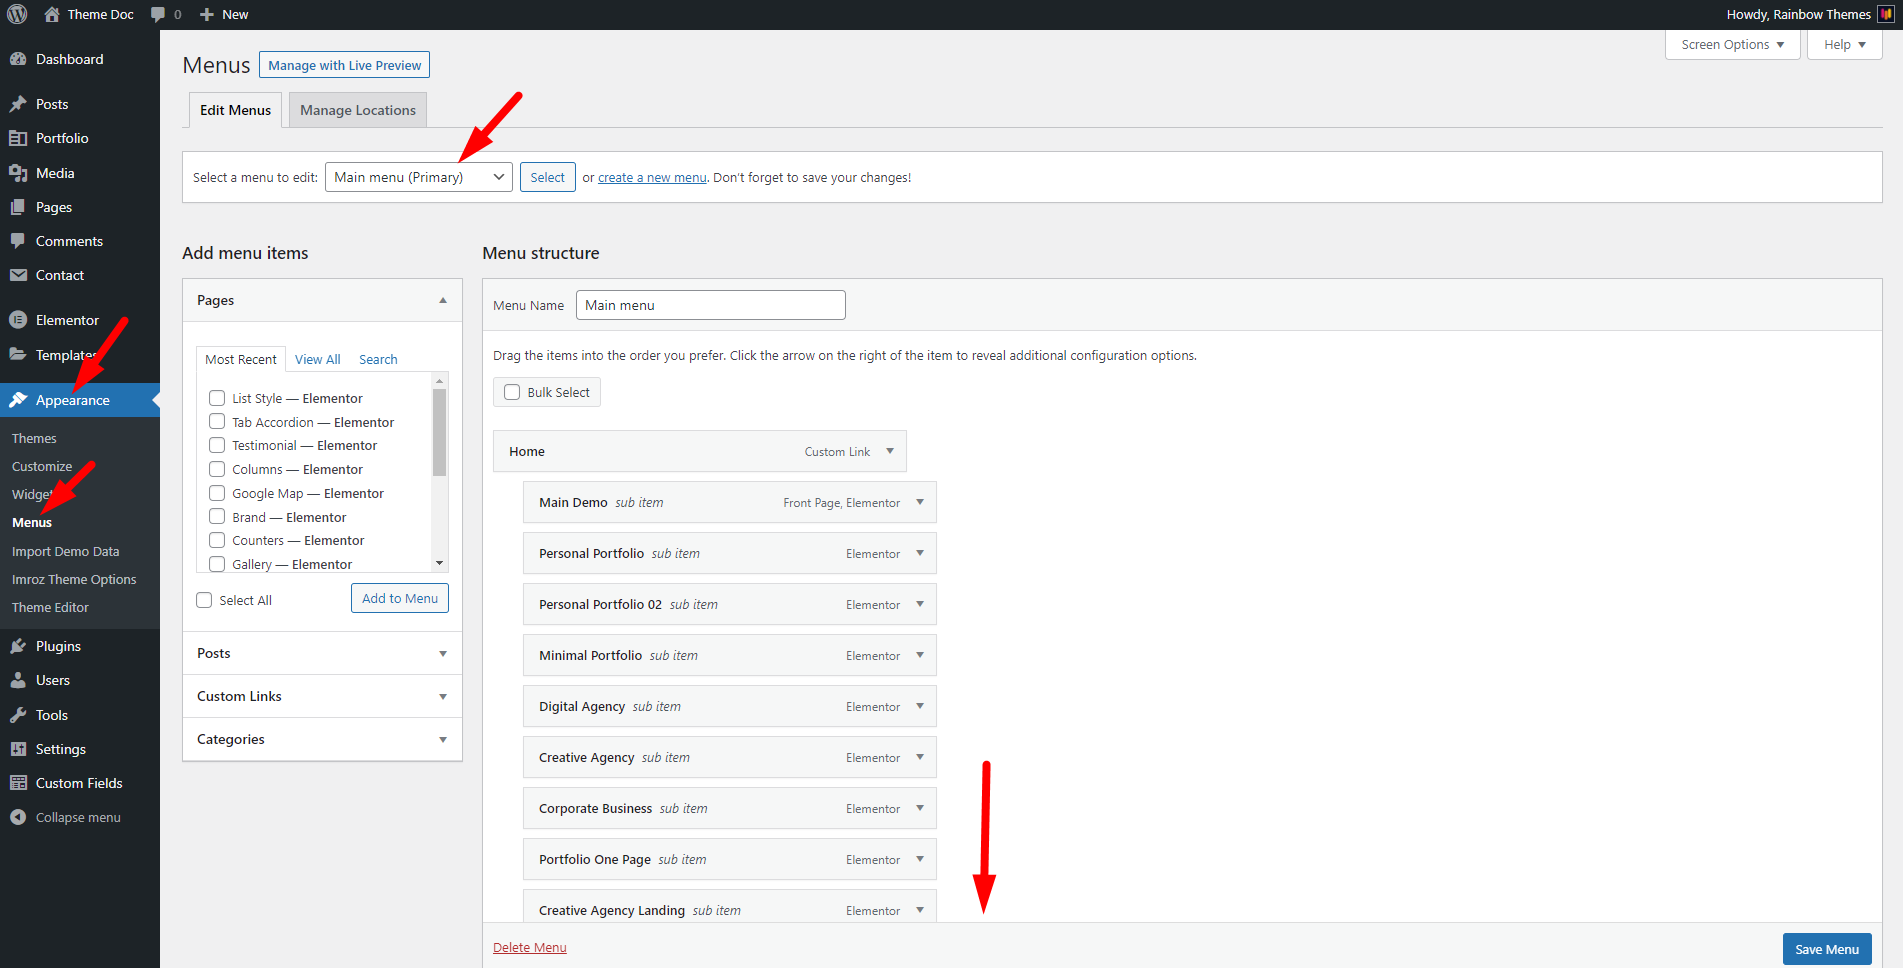 Theme Doc 0 New Howdy, Rainbow Themes
Screen Options Help
Dashboard
Posts
Portfolio
Media
Pages
Comments
Contact
Elementor
Templates
Appearance
Themes
Customize
Widget
Menus
Import Demo Data
Imroz Theme Options
Theme Editor
Plugins
Users
Tools
Settings
Custom Fields
Collapse menu
Menus Manage with Live Preview
Edit Menus Manage Locations
Select a menu to edit: Main menu (Primary) Select or create a new menu. Don't forget to save your changes!
Add menu items
Pages
Most Recent View All Search
List Style — Elementor
Tab Accordion — Elementor
Testimonial — Elementor
Columns — Elementor
Google Map — Elementor
Brand — Elementor
Counters — Elementor
Gallery — Elementor
Select All Add to Menu
Posts
Custom Links
Categories
Menu structure
Menu Name Main menu
Drag the items into the order you prefer. Click the arrow on the right of the item to reveal additional configuration options.
Bulk Select
Home Custom Link
Main Demo sub item Front Page, Elementor
Personal Portfolio sub item Elementor
Personal Portfolio 02 sub item Elementor
Minimal Portfolio sub item Elementor
Digital Agency sub item Elementor
Creative Agency sub item Elementor
Corporate Business sub item Elementor
Portfolio One Page sub item Elementor
Creative Agency Landing sub item Elementor
Delete Menu Save Menu